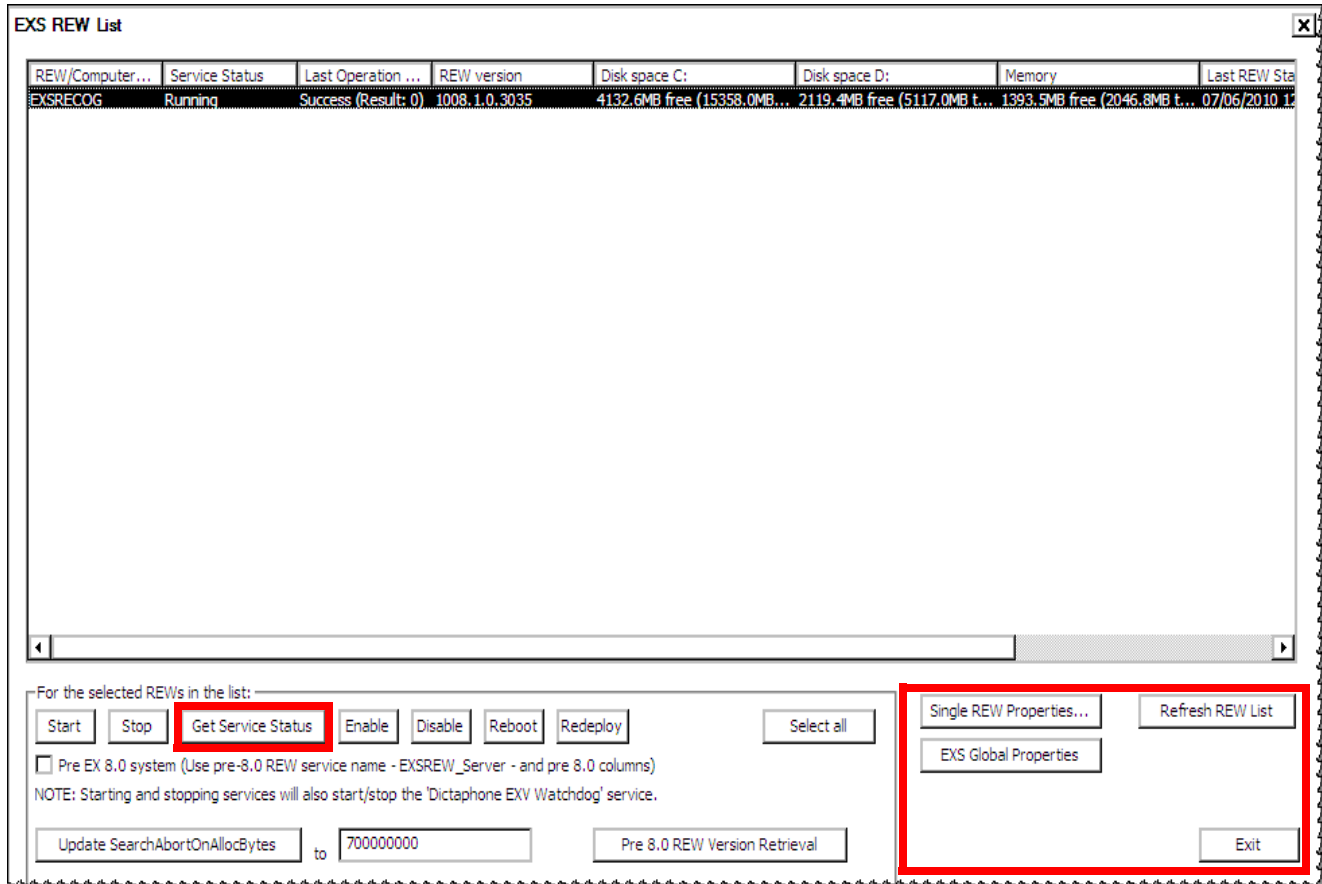 EXS REW List
REW/Computer... Service Status Last Operation ... REW version Disk space C: Disk space D: Memory Last REW Sta
EXSRECOG Running Success (Result: 0) 1008.1.0.3035 4132.6MB free (15358.0MB... 2119.4MB free (5117.0MB t... 1393.5MB free (2046.8MB t... 07/06/2010 12
For the selected REWs in the list:
Start Stop Get Service Status Enable Disable Reboot Redeploy Select all Single REW Properties... Refresh REW List
EXS Global Properties
Pre EX 8.0 system (Use pre-8.0 REW service name - EXSREW_Server - and pre 8.0 columns)
NOTE: Starting and stopping services will also start/stop the 'Dictaphone EXV Watchdog' service.
Update SearchAbortOnAllocBytes to 700000000 Pre 8.0 REW Version Retrieval Exit